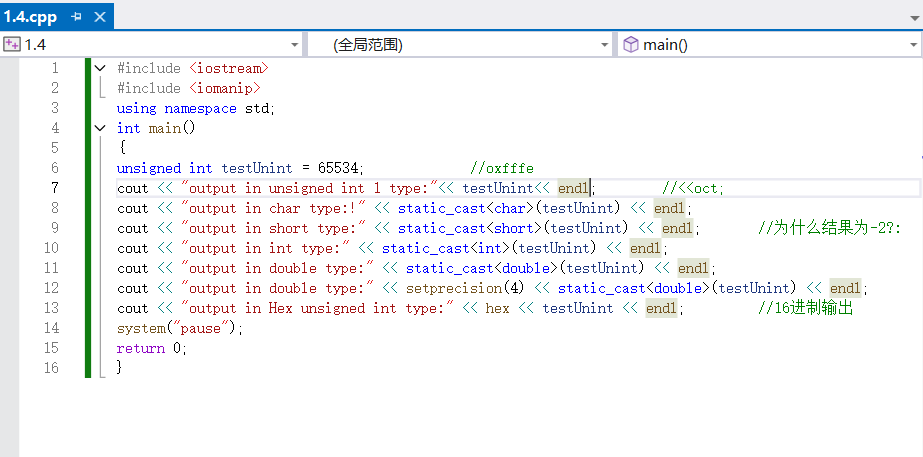 1.4.cpp
1.4 (全局范围) main()
1 #include <iostream>
2 #include <iomanip>
3 using namespace std;
4 int main()
5 {
6 unsigned int testUnint = 65534; //oxfffe
7 cout << "output in unsigned int l type:"<< testUnint<< endl; //<<oct;
8 cout << "output in char type:!" << static_cast<char>(testUnint) << endl;
9 cout << "output in short type:" << static_cast<short>(testUnint) << endl; //为什么结果为-2?:
10 cout << "output in int type:" << static_cast<int>(testUnint) << endl;
11 cout << "output in double type:" << static_cast<double>(testUnint) << endl;
12 cout << "output in double type:" << setprecision(4) << static_cast<double>(testUnint) << endl;
13 cout << "output in Hex unsigned int type:" << hex << testUnint << endl; //16进制输出
14 system("pause");
15 return 0;
16 }